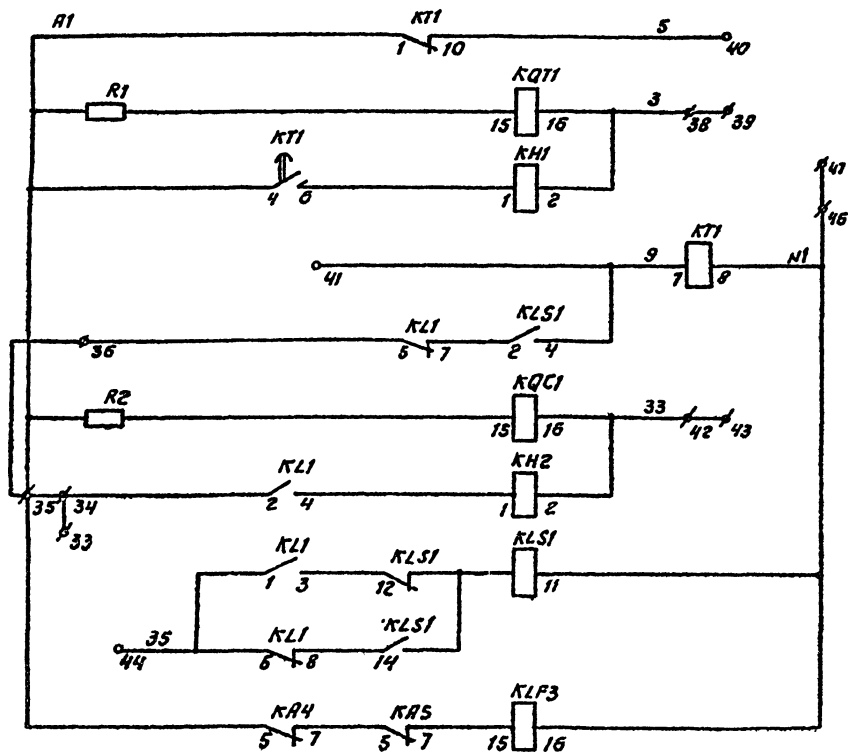 A1 KT1 5
1 10 40
R1 KQT1 3
15 16 38 39
KT1 KH1 47
4 6 1 2 46
9 KT1 N1
41 7 8
KL1 KLS1
36 5 7 2 4
R2 KQC1 33
15 16 42 43
KL1 KH2
35 34 2 4 1 2
33
KL1 KLS1 KLS1
1 3 12 11
35 KL1 KLS1
44 6 8 14
KA4 KA5 KLF3
5 7 5 7 15 16